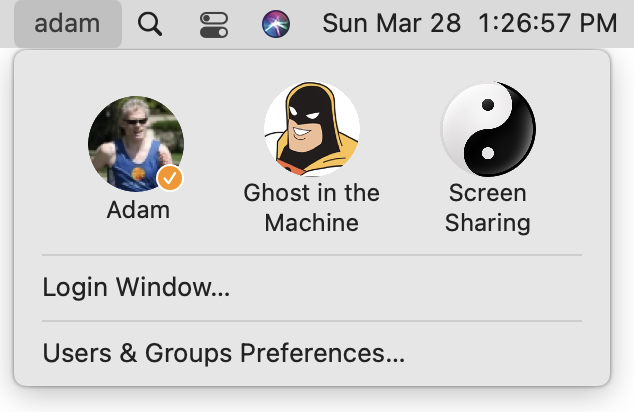 adam Sun Mar 28 1:26:57 PM
Adam
Ghost in the
Machine
Screen
Sharing
Login Window...
Users & Groups Preferences...